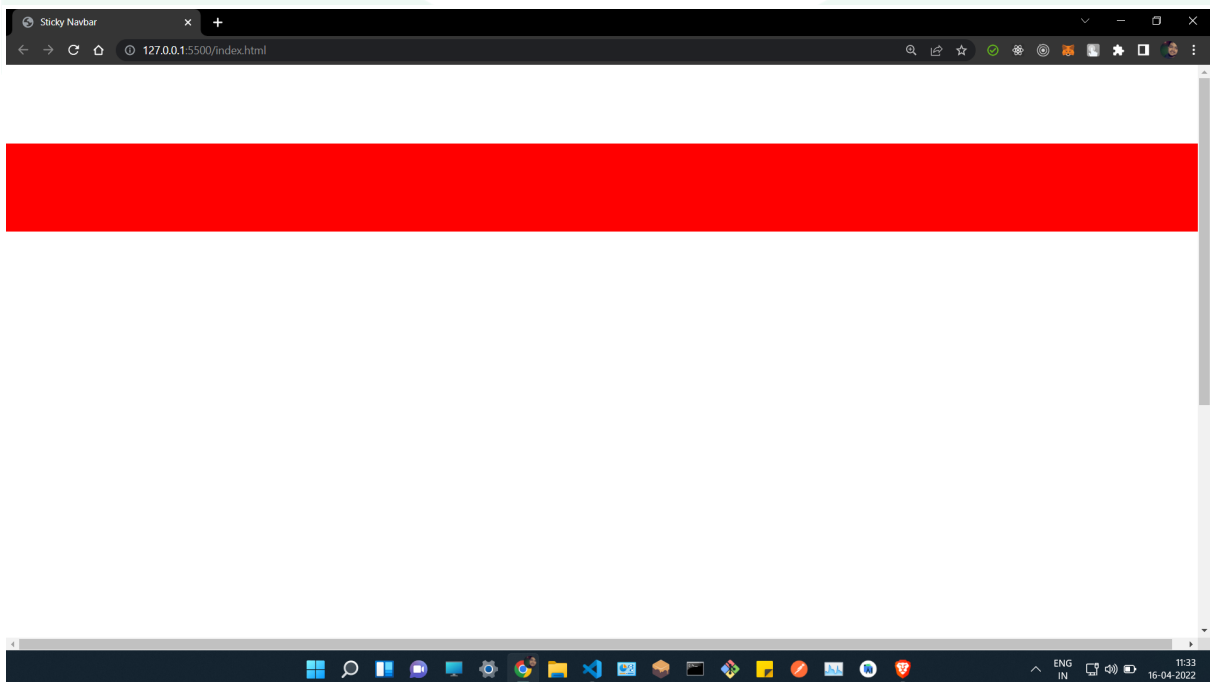 Sticky Navbar
127.0.0.1:5500/index.html
ENG
IN
11:33
16-04-2022